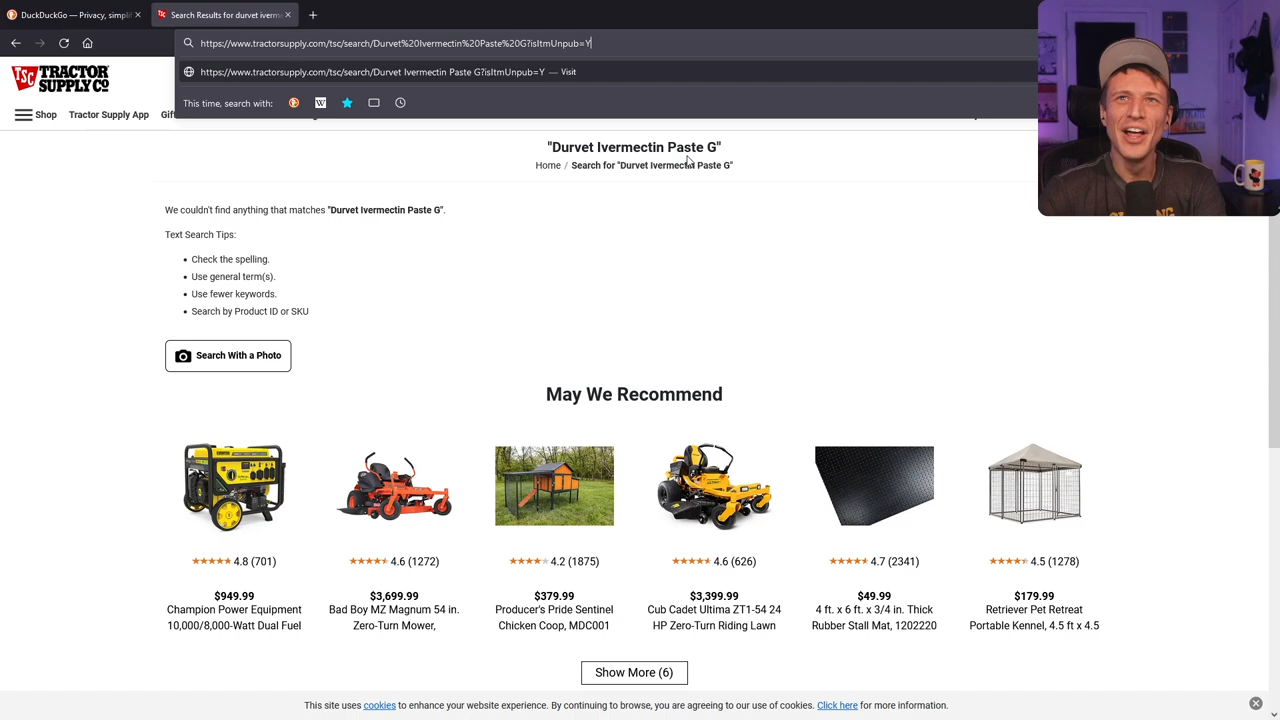 DuckDuckGo — Privacy, simplif
Search Results for durvet iverme
https://www.tractorsupply.com/tsc/search/Durvet%20Ivermectin%20Paste%20G?isItmUnpub=Y
https://www.tractorsupply.com/tsc/search/Durvet Ivermectin Paste G?isItmUnpub=Y — Visit
This time, search with:
TSC TRACTOR SUPPLY CO
Shop Tractor Supply App
"Durvet Ivermectin Paste G"
Home / Search for "Durvet Ivermectin Paste G"
We couldn't find anything that matches "Durvet Ivermectin Paste G".
Text Search Tips:
• Check the spelling.
• Use general term(s).
• Use fewer keywords.
• Search by Product ID or SKU
Search With a Photo
May We Recommend
4.8 (701)
$949.99
Champion Power Equipment
10,000/8,000-Watt Dual Fuel
4.6 (1272)
$3,699.99
Bad Boy MZ Magnum 54 in.
Zero-Turn Mower,
4.2 (1875)
$379.99
Producer's Pride Sentinel
Chicken Coop, MDC001
4.6 (626)
$3,399.99
Cub Cadet Ultima ZT1-54 24
HP Zero-Turn Riding Lawn
4.7 (2341)
$49.99
4 ft. x 6 ft. x 3/4 in. Thick
Rubber Stall Mat, 1202220
4.5 (1278)
$179.99
Retriever Pet Retreat
Portable Kennel, 4.5 ft x 4.5
Show More (6)
This site uses cookies to enhance your website experience. By continuing to browse, you are agreeing to our use of cookies. Click here for more information.